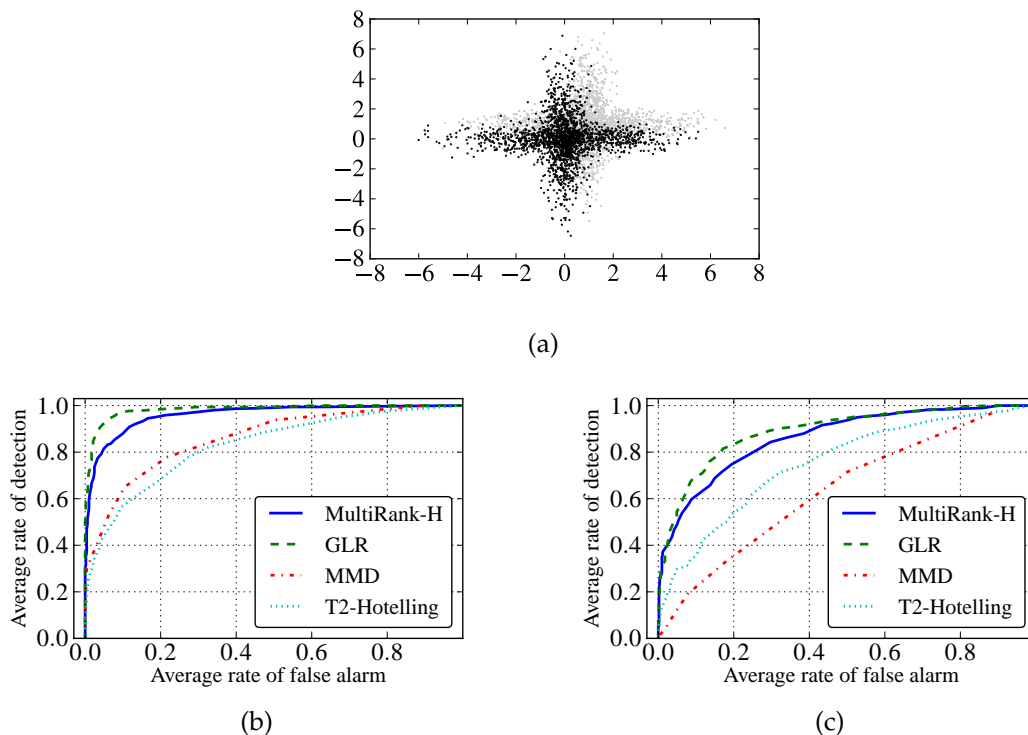 8
6
4
2
0
−2
−4
−6
−8
−8 −6 −4 −2 0 2 4 6 8
(a)
Average rate of detection
1.0
0.8
0.6
0.4
0.2
0.0
MultiRank-H
GLR
MMD
T2-Hotelling
0.0 0.2 0.4 0.6 0.8
Average rate of false alarm
(b)
Average rate of detection
1.0
0.8
0.6
0.4
0.2
0.0
MultiRank-H
GLR
MMD
T2-Hotelling
0.0 0.2 0.4 0.6 0.8
Average rate of false alarm
(c)